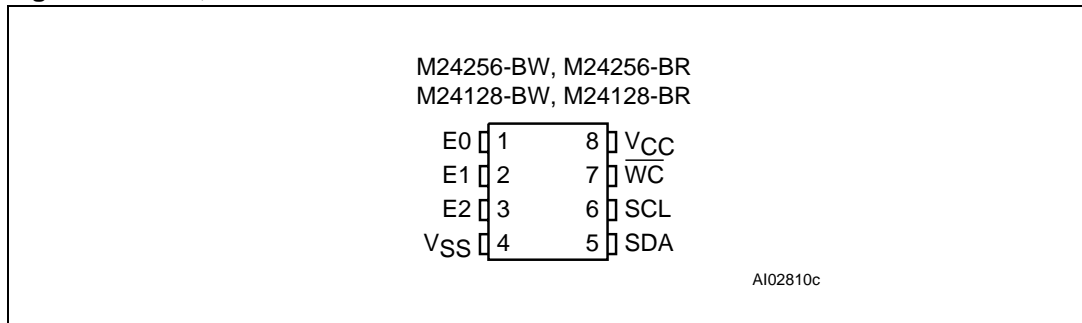 M24256-BW, M24256-BR
M24128-BW, M24128-BR
E0 1 8 VCC
E1 2 7 WC
E2 3 6 SCL
VSS 4 5 SDA
AI02810c